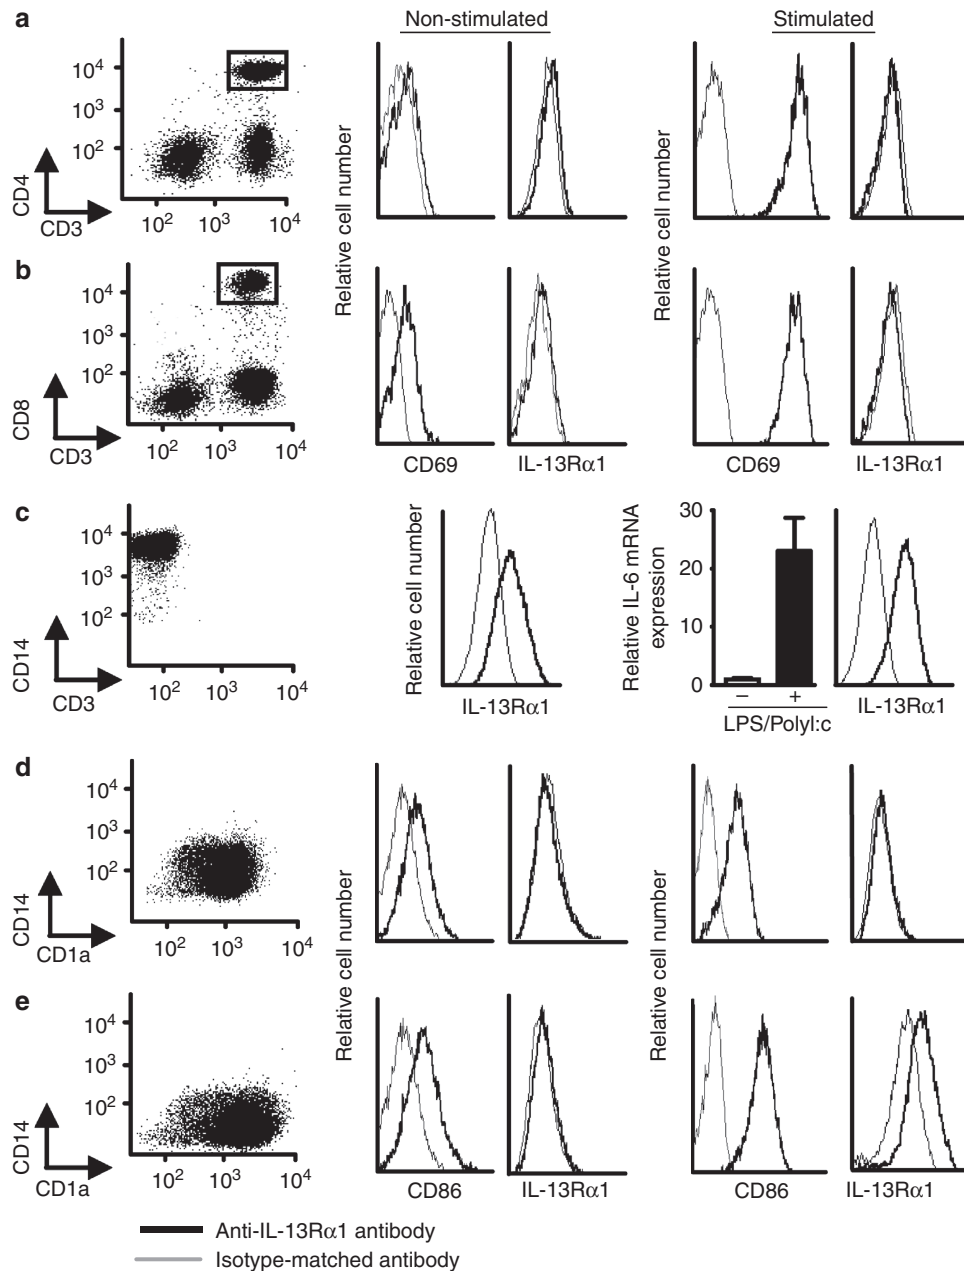 a
Non-stimulated
Stimulated
10⁴
10³
10²
CD4
CD3
10²
10³
10⁴
Relative cell number
Relative cell number
b
10⁴
10³
10²
CD8
CD3
10²
10³
10⁴
CD69
IL-13Rα1
CD69
IL-13Rα1
c
10⁴
10³
10²
CD14
CD3
10²
10³
10⁴
Relative cell number
IL-13Rα1
Relative IL-6 mRNA
expression
30
20
10
0
– +
LPS/PolyI:c
IL-13Rα1
d
10⁴
10³
10²
CD14
CD1a
10²
10³
10⁴
Relative cell number
Relative cell number
e
10⁴
10³
10²
CD14
CD1a
10²
10³
10⁴
CD86
IL-13Rα1
CD86
IL-13Rα1
Anti-IL-13Rα1 antibody
Isotype-matched antibody